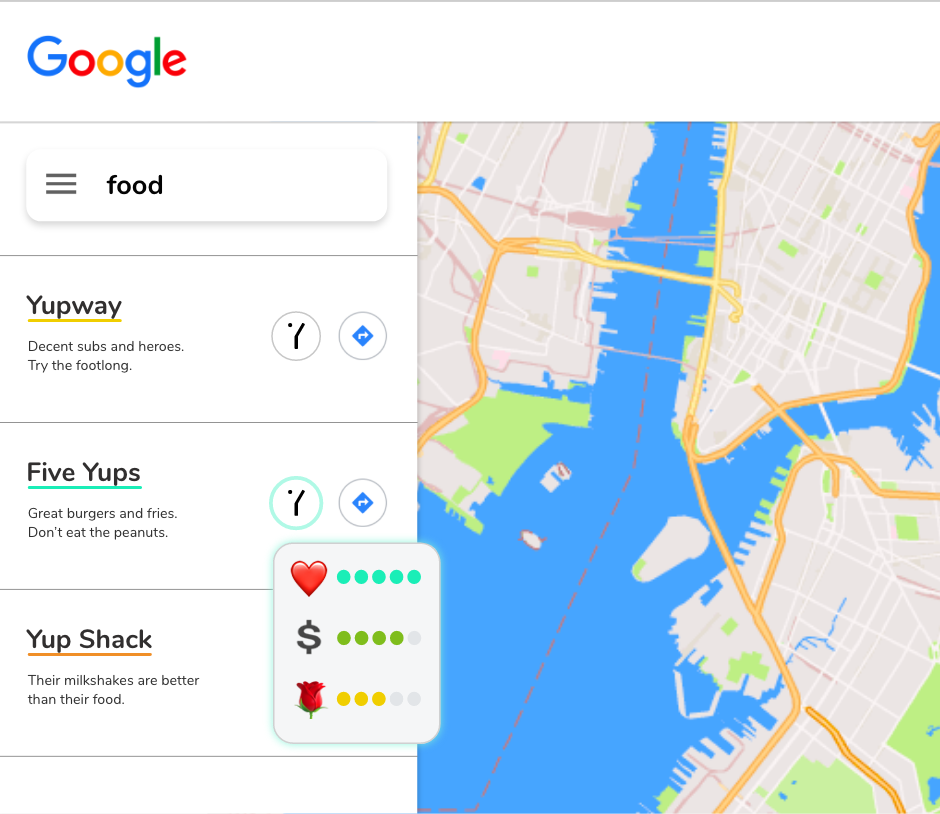 Google
food
Yupway
Decent subs and heroes.
Try the footlong.
Five Yups
Great burgers and fries.
Don't eat the peanuts.
$
Yup Shack
Their milkshakes are better
than their food.